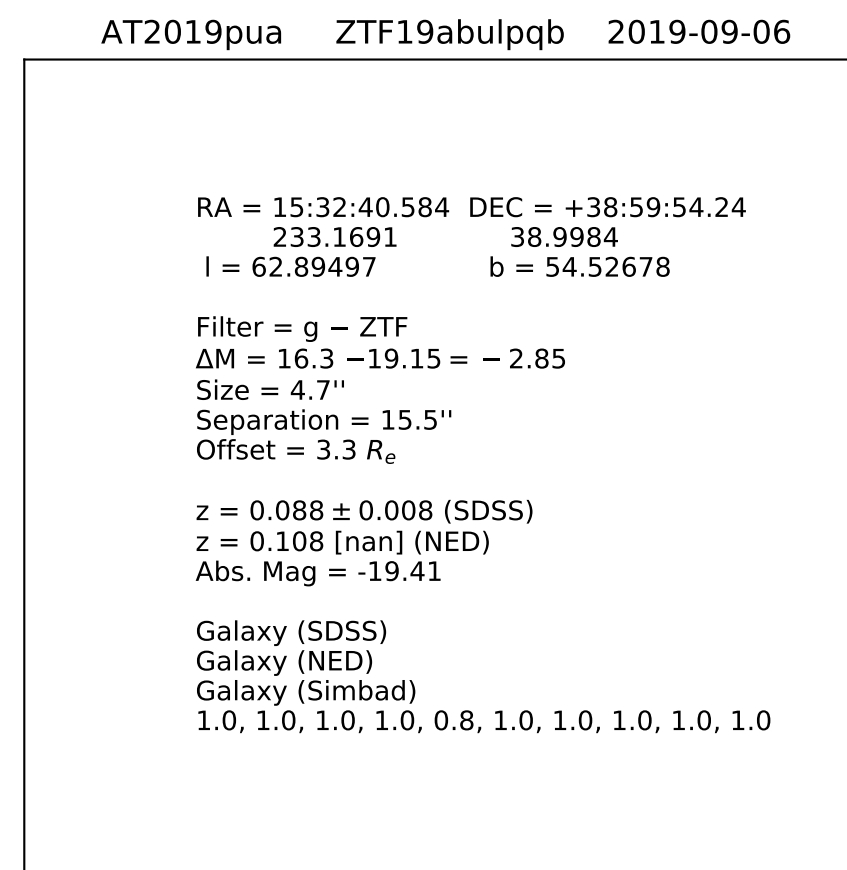 AT2019pua ZTF19abulpqb 2019-09-06
RA = 15:32:40.584 DEC = +38:59:54.24
233.1691 38.9984
l = 62.89497 b = 54.52678
Filter = g − ZTF
ΔM = 16.3 −19.15 = − 2.85
Size = 4.7''
Separation = 15.5''
Offset = 3.3 Re
z = 0.088 ± 0.008 (SDSS)
z = 0.108 [nan] (NED)
Abs. Mag = -19.41
Galaxy (SDSS)
Galaxy (NED)
Galaxy (Simbad)
1.0, 1.0, 1.0, 1.0, 0.8, 1.0, 1.0, 1.0, 1.0, 1.0